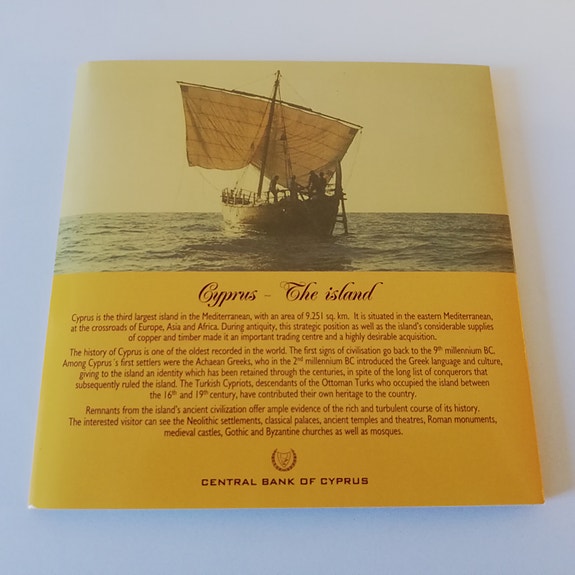 Cyprus - The island
Cyprus is the third largest island in the Mediterranean, with an area of 9.251 sq. km. It is situated in the eastern Mediterranean,
at the crossroads of Europe, Asia and Africa. During antiquity, this strategic position as well as the island's considerable supplies
of copper and timber made it an important trading centre and a highly desirable acquisition.
The history of Cyprus is one of the oldest recorded in the world. The first signs of civilisation go back to the 9th millennium BC.
Among Cyprus's first settlers were the Achaean Greeks, who in the 2nd millennium BC introduced the Greek language and culture,
giving to the island an identity which has been retained through the centuries, in spite of the long list of conquerors that
subsequently ruled the island. The Turkish Cypriots, descendants of the Ottoman Turks who occupied the island between
the 16th and 19th century, have contributed their own heritage to the country.
Remnants from the island's ancient civilization offer ample evidence of the rich and turbulent course of its history.
The interested visitor can see the Neolithic settlements, classical palaces, ancient temples and theatres, Roman monuments,
medieval castles, Gothic and Byzantine churches as well as mosques.
CENTRAL BANK OF CYPRUS